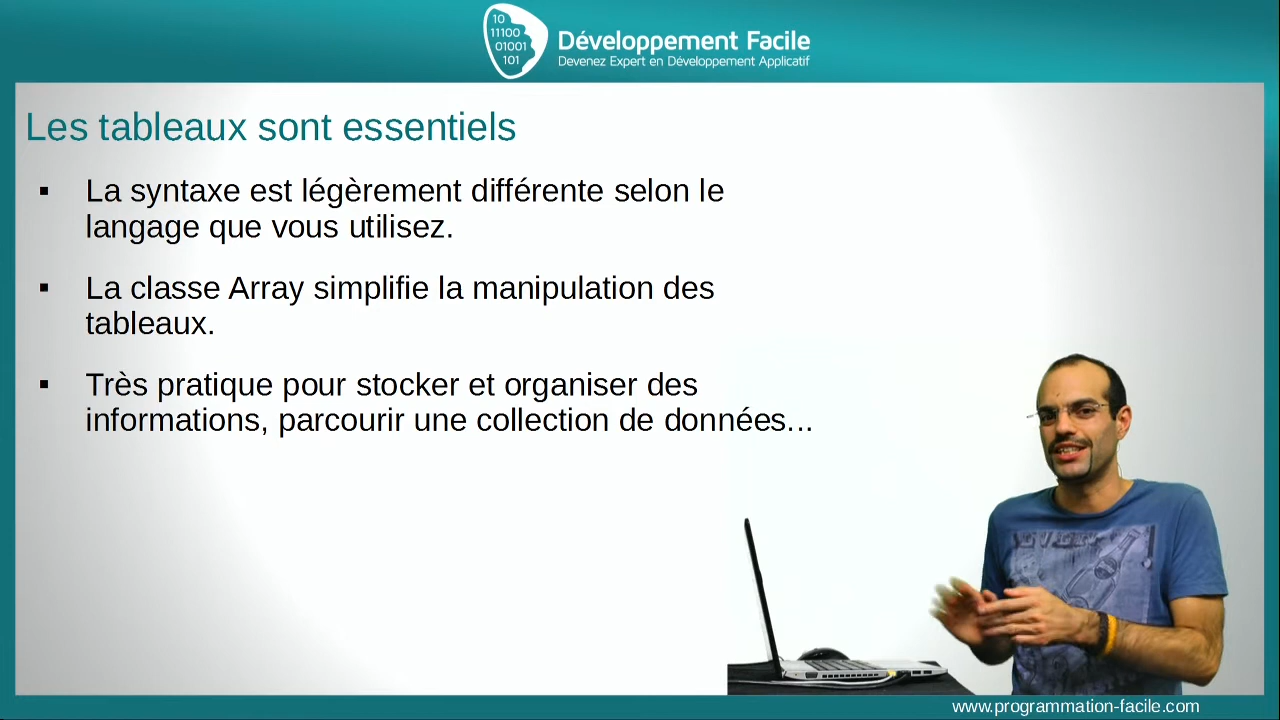 10
11100
01001
101
Développement Facile
Devenez Expert en Développement Applicatif
Les tableaux sont essentiels
La syntaxe est légèrement différente selon le
langage que vous utilisez.
La classe Array simplifie la manipulation des
tableaux.
Très pratique pour stocker et organiser des
informations, parcourir une collection de données...
www.programmation-facile.com